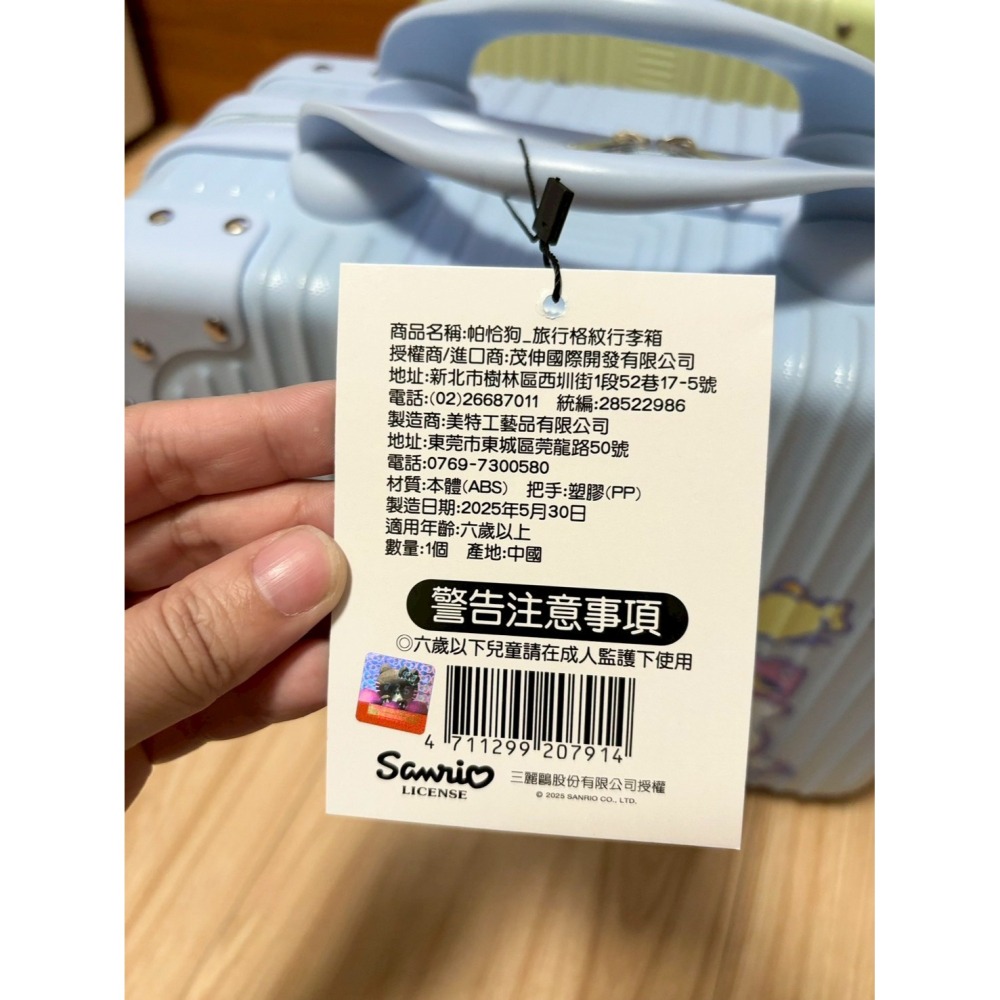 商品名稱:帕恰狗_旅行格紋行李箱
授權商/進口商:茂伸國際開發有限公司
地址:新北市樹林區西圳街1段52巷17-5號
電話:(02)26687011 統編:28522986
製造商:美特工藝品有限公司
地址:東莞市東城區莞龍路50號
電話:0769-7300580
材質:本體(ABS) 把手:塑膠(PP)
製造日期:2025年5月30日
適用年齡:六歲以上
數量:1個 產地:中國
警告注意事項
◎六歲以下兒童請在成人監護下使用
4 711299 207914
Sanrio
LICENSE
三麗鷗股份有限公司授權
© 2025 SANRIO CO., LTD.